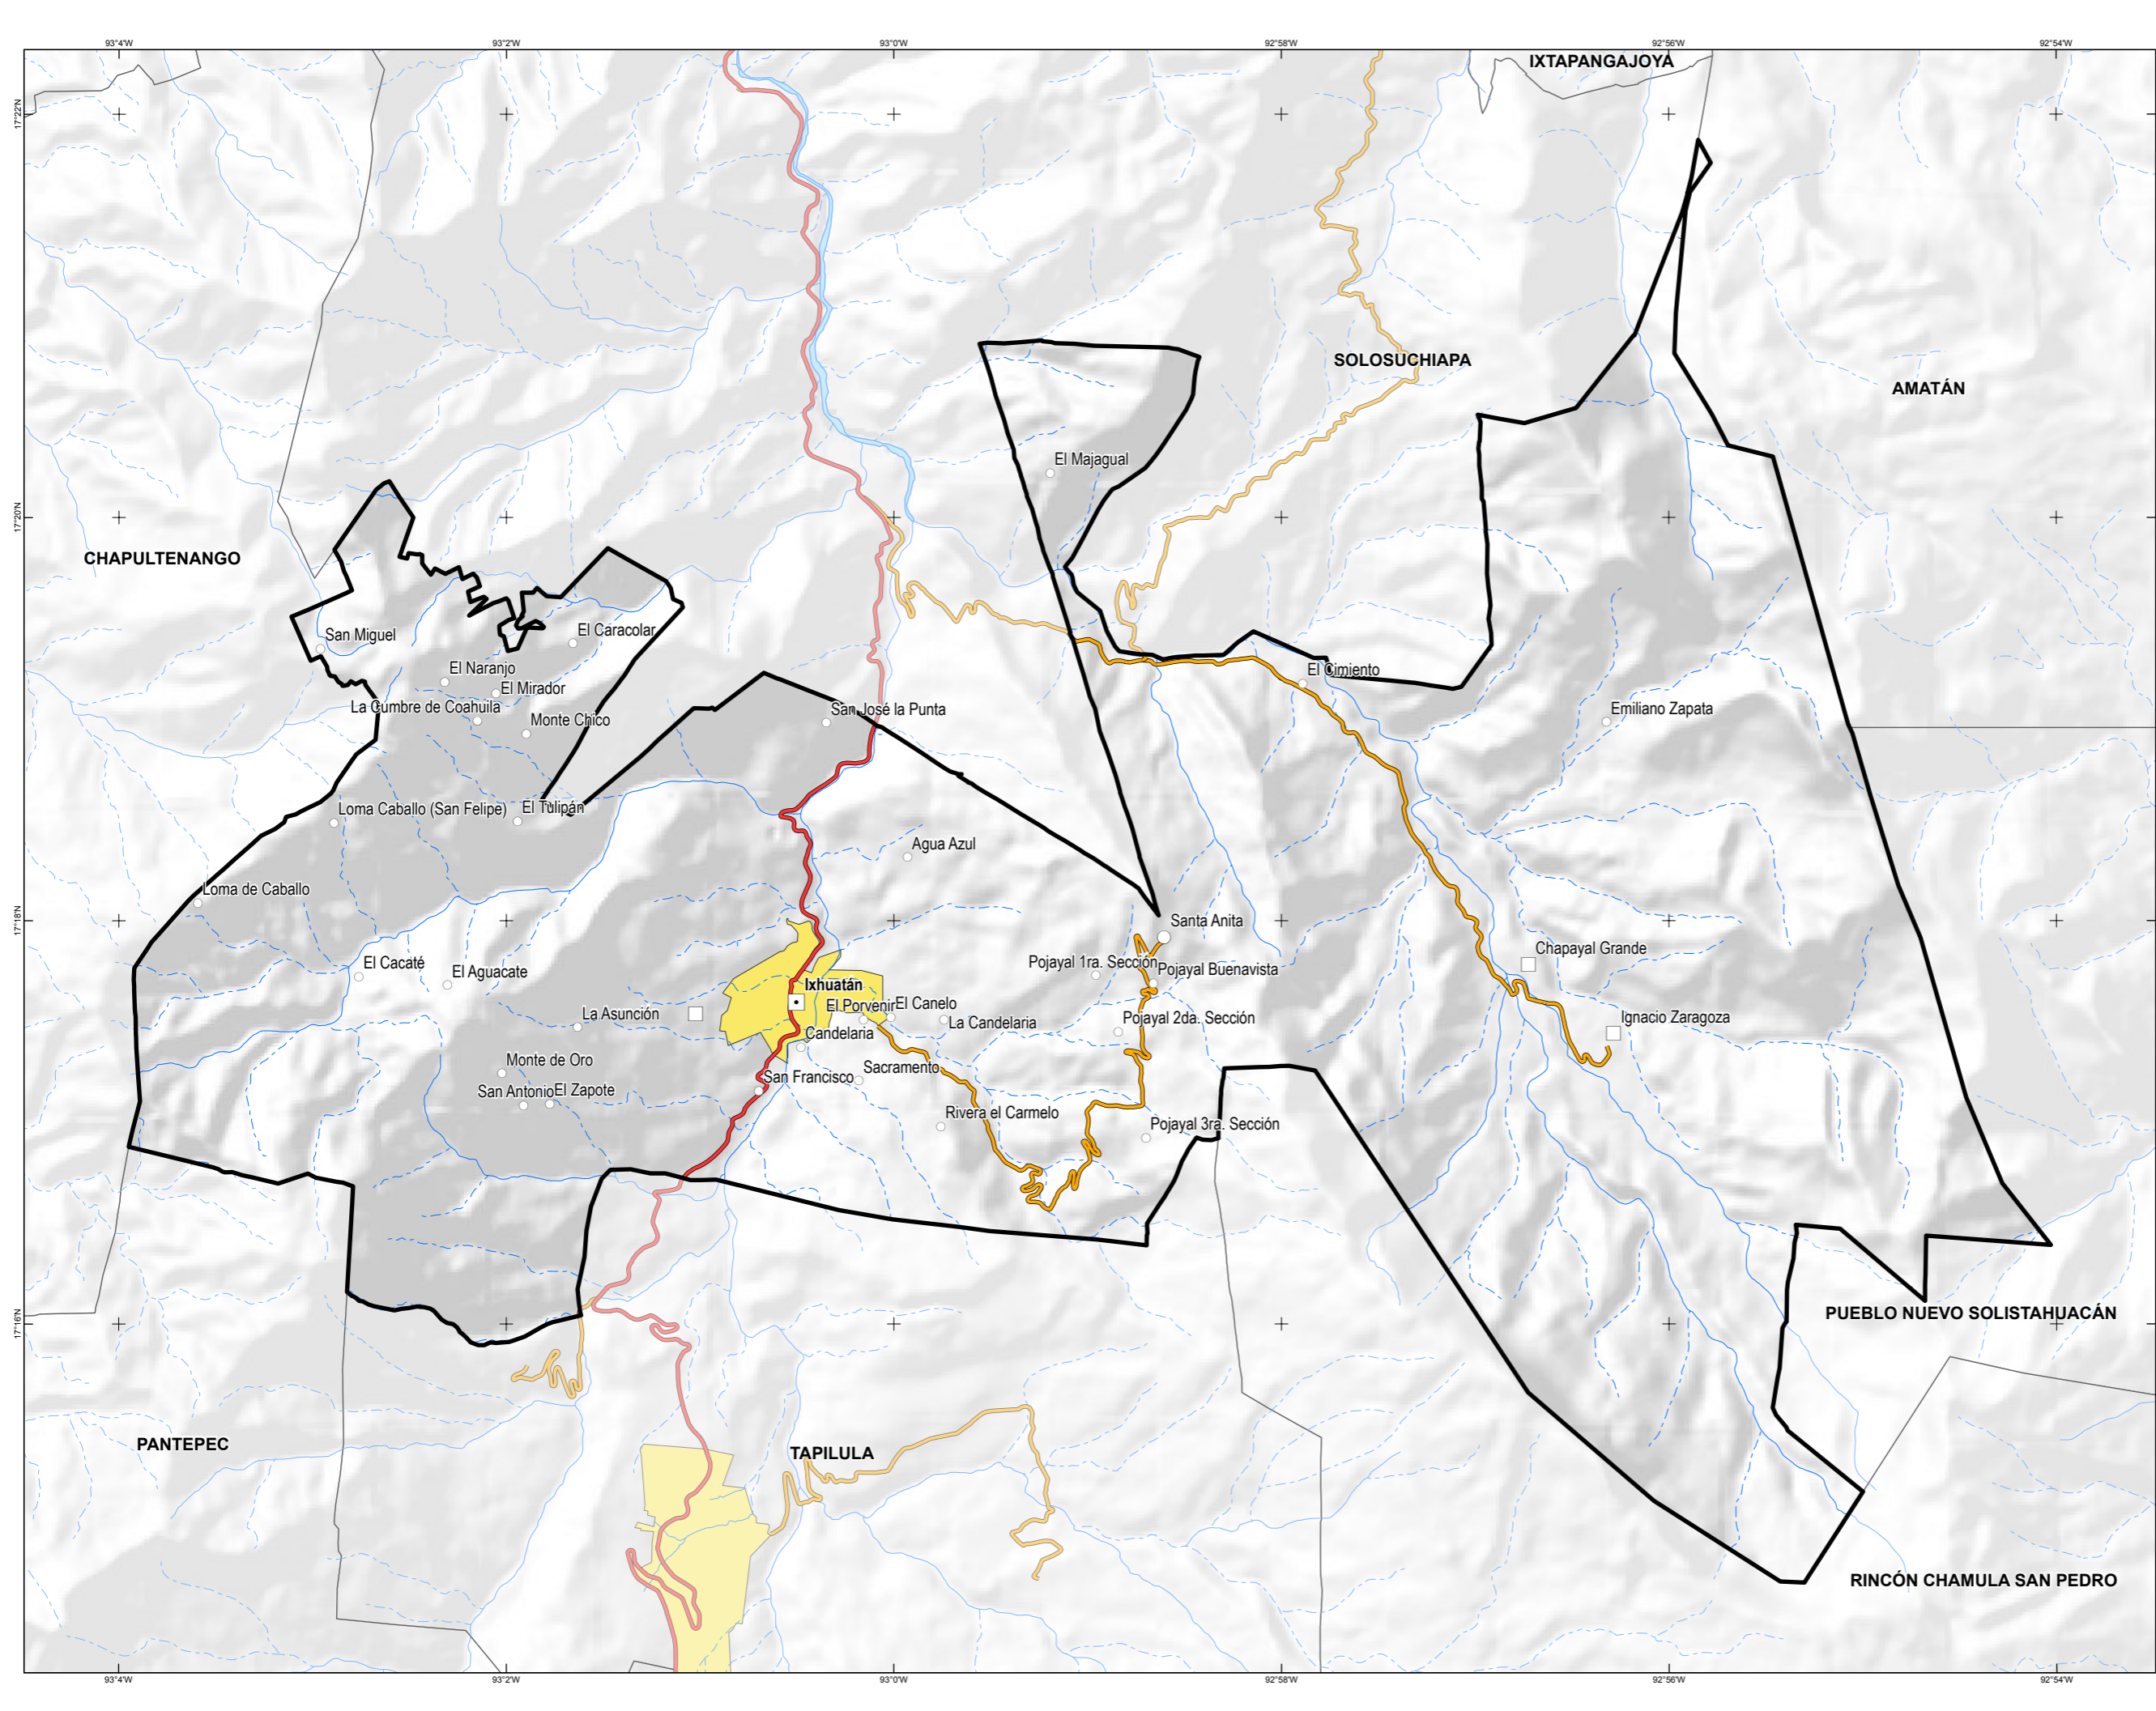 93°4'W
93°2'W
93°0'W
92°58'W
92°56'W
92°54'W
IXTAPANGAJOYA
17°22'N
SOLOSUCHIAPA
AMATÁN
El Majagual
17°20'N
CHAPULTENANGO
San Miguel
El Caracolar
El Naranjo
El Cimiento
El Mirador
La Cumbre de Coahuila
San José la Punta
Emiliano Zapata
Monte Chico
Loma Caballo (San Felipe)
El Tulipán
Agua Azul
Loma de Caballo
17°18'N
Santa Anita
Chapayal Grande
El Cacaté
Pojayal 1ra. Sección
El Aguacate
Pojayal Buenavista
Ixhuatán
El Porvenir
El Canelo
La Asunción
La Candelaria
Pojayal 2da. Sección
Ignacio Zaragoza
Candelaria
Monte de Oro
Sacramento
San Francisco
San Antonio
El Zapote
Rivera el Carmelo
Pojayal 3ra. Sección
17°16'N
PUEBLO NUEVO SOLISTAHUACÁN
PANTEPEC
TAPILULA
RINCÓN CHAMULA SAN PEDRO
93°4'W
93°2'W
93°0'W
92°58'W
92°56'W
92°54'W